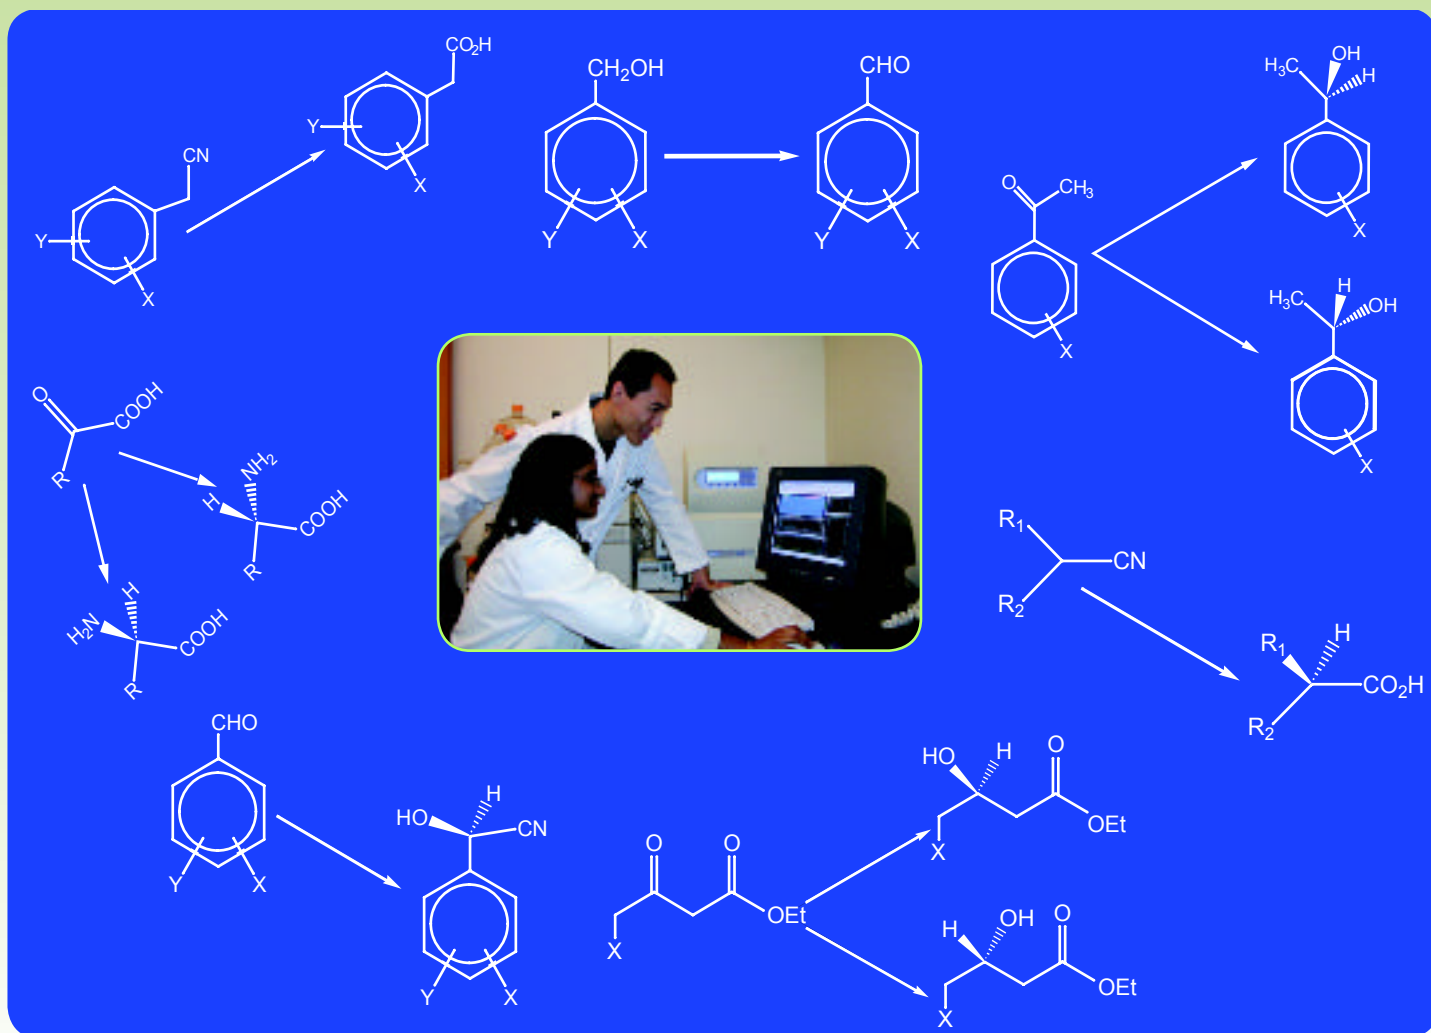 CO2H
Y
X
CN
Y
X
CH2OH
Y
X
CHO
Y
X
O
CH3
X
H3C
OH
H
X
H3C
H
OH
X
O
COOH
R
NH2
H
COOH
R
H
H2N
COOH
R
R1
CN
R2
R1
H
CO2H
R2
CHO
Y
X
HO
H
CN
Y
X
O
O
OEt
X
HO
H
O
OEt
X
H
OH
O
OEt
X